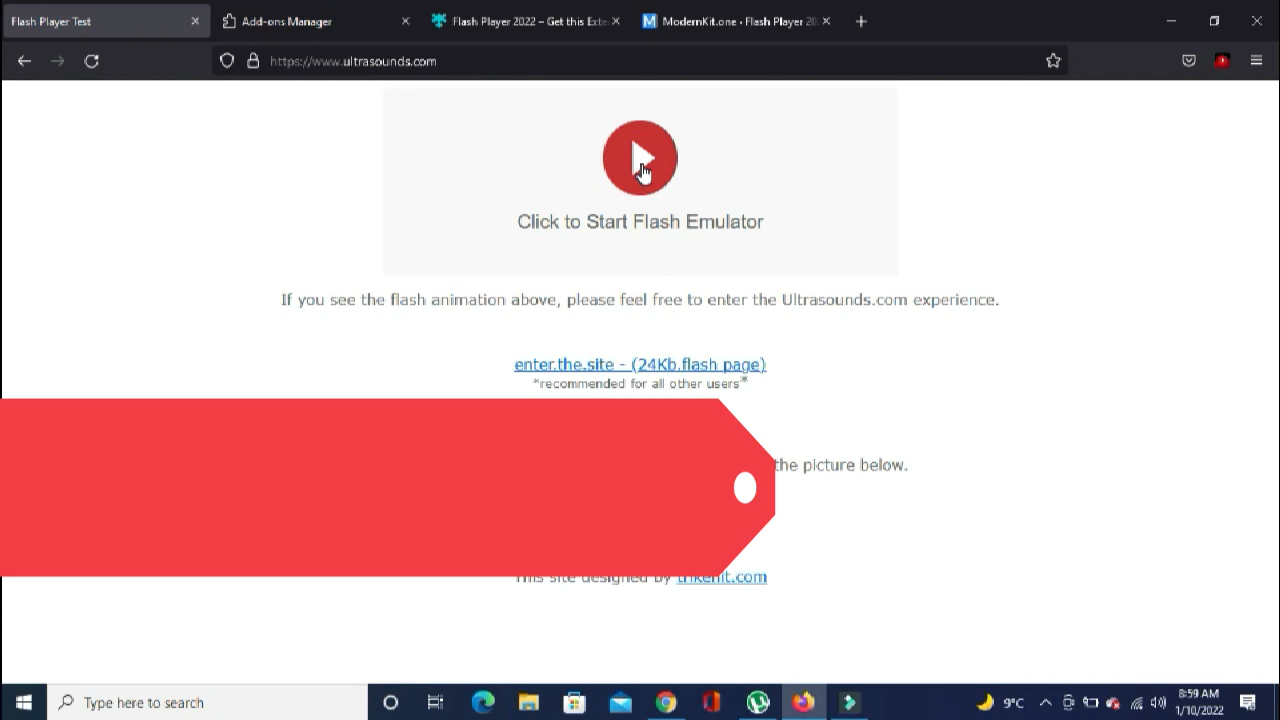 Flash Player Test
Add-ons Manager
Flash Player 2022 – Get this Exte
ModernKit.one • Flash Player 20
https://www.ultrasounds.com
Click to Start Flash Emulator
If you see the flash animation above, please feel free to enter the Ultrasounds.com experience.
enter.the.site - (24Kb.flash page)
*recommended for all other users*
the picture below.
This site designed by trikenit.com
Type here to search
9°C
8:59 AM
1/10/2022